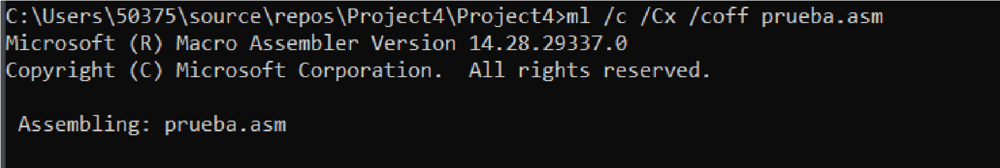 C:\Users\50375\source\repos\Project4\Project4>ml /c /Cx /coff prueba.asm
Microsoft (R) Macro Assembler Version 14.28.29337.0
Copyright (C) Microsoft Corporation.  All rights reserved.
 Assembling: prueba.asm